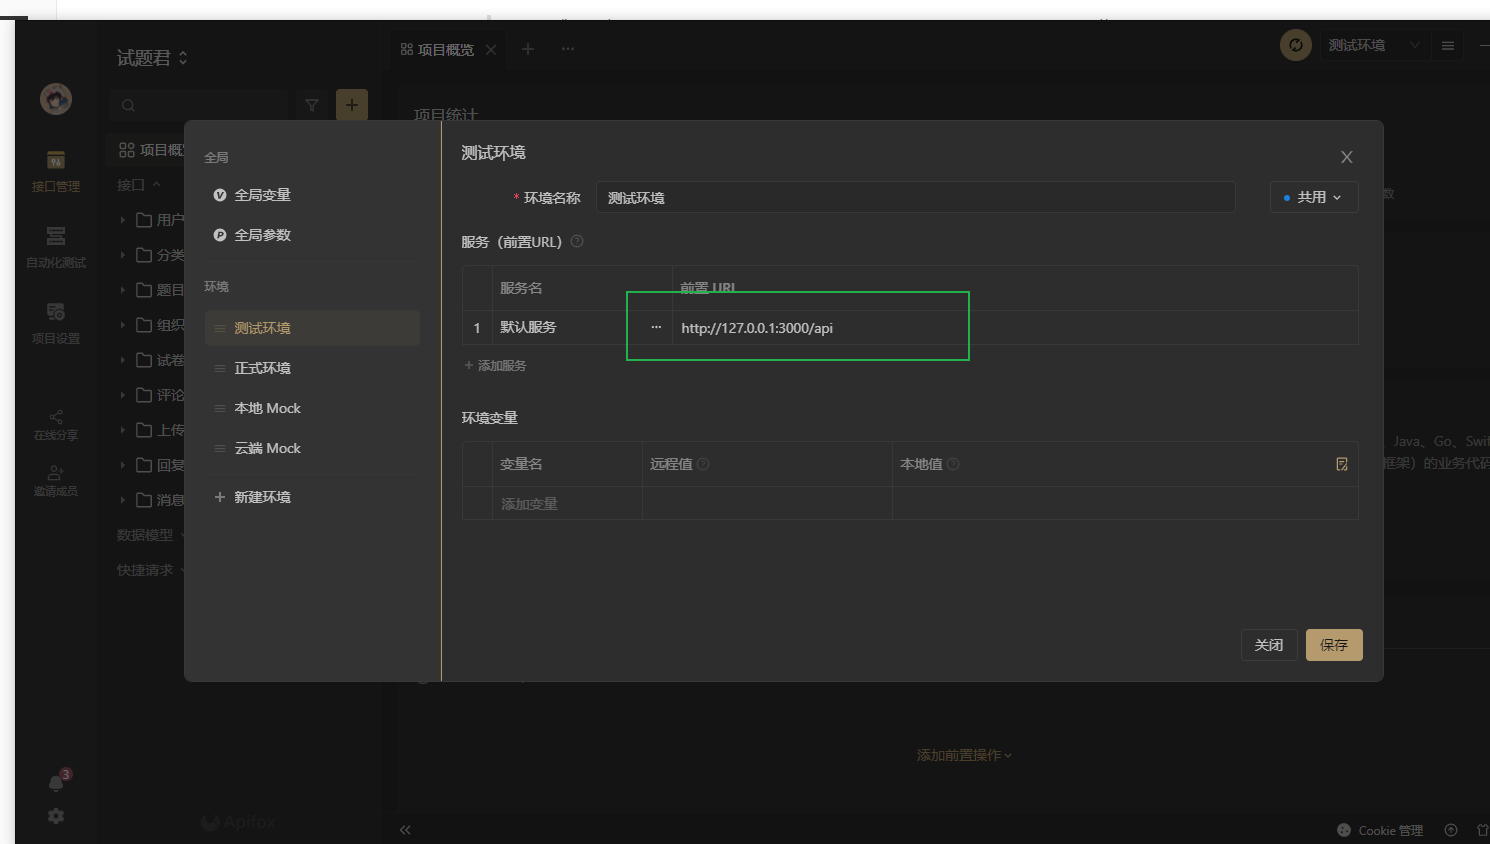 试题君
项目概览
测试环境
项目统计
接口管理
自动化测试
项目设置
在线分享
邀请成员
3
项目概
接口
用户
分类
题目
组织
试卷
评论
上传
回复
消息
数据模型
快捷请求
Apifox
全局
全局变量
全局参数
环境
测试环境
正式环境
本地 Mock
云端 Mock
新建环境
测试环境
* 环境名称
测试环境
共用
服务（前置URL）
服务名
前置 URL
1 默认服务 ··· http://127.0.0.1:3000/api
+ 添加服务
环境变量
变量名 远程值 本地值
添加变量
关闭 保存
数
、Java、Go、Swift
框架）的业务代码
添加前置操作
Cookie 管理